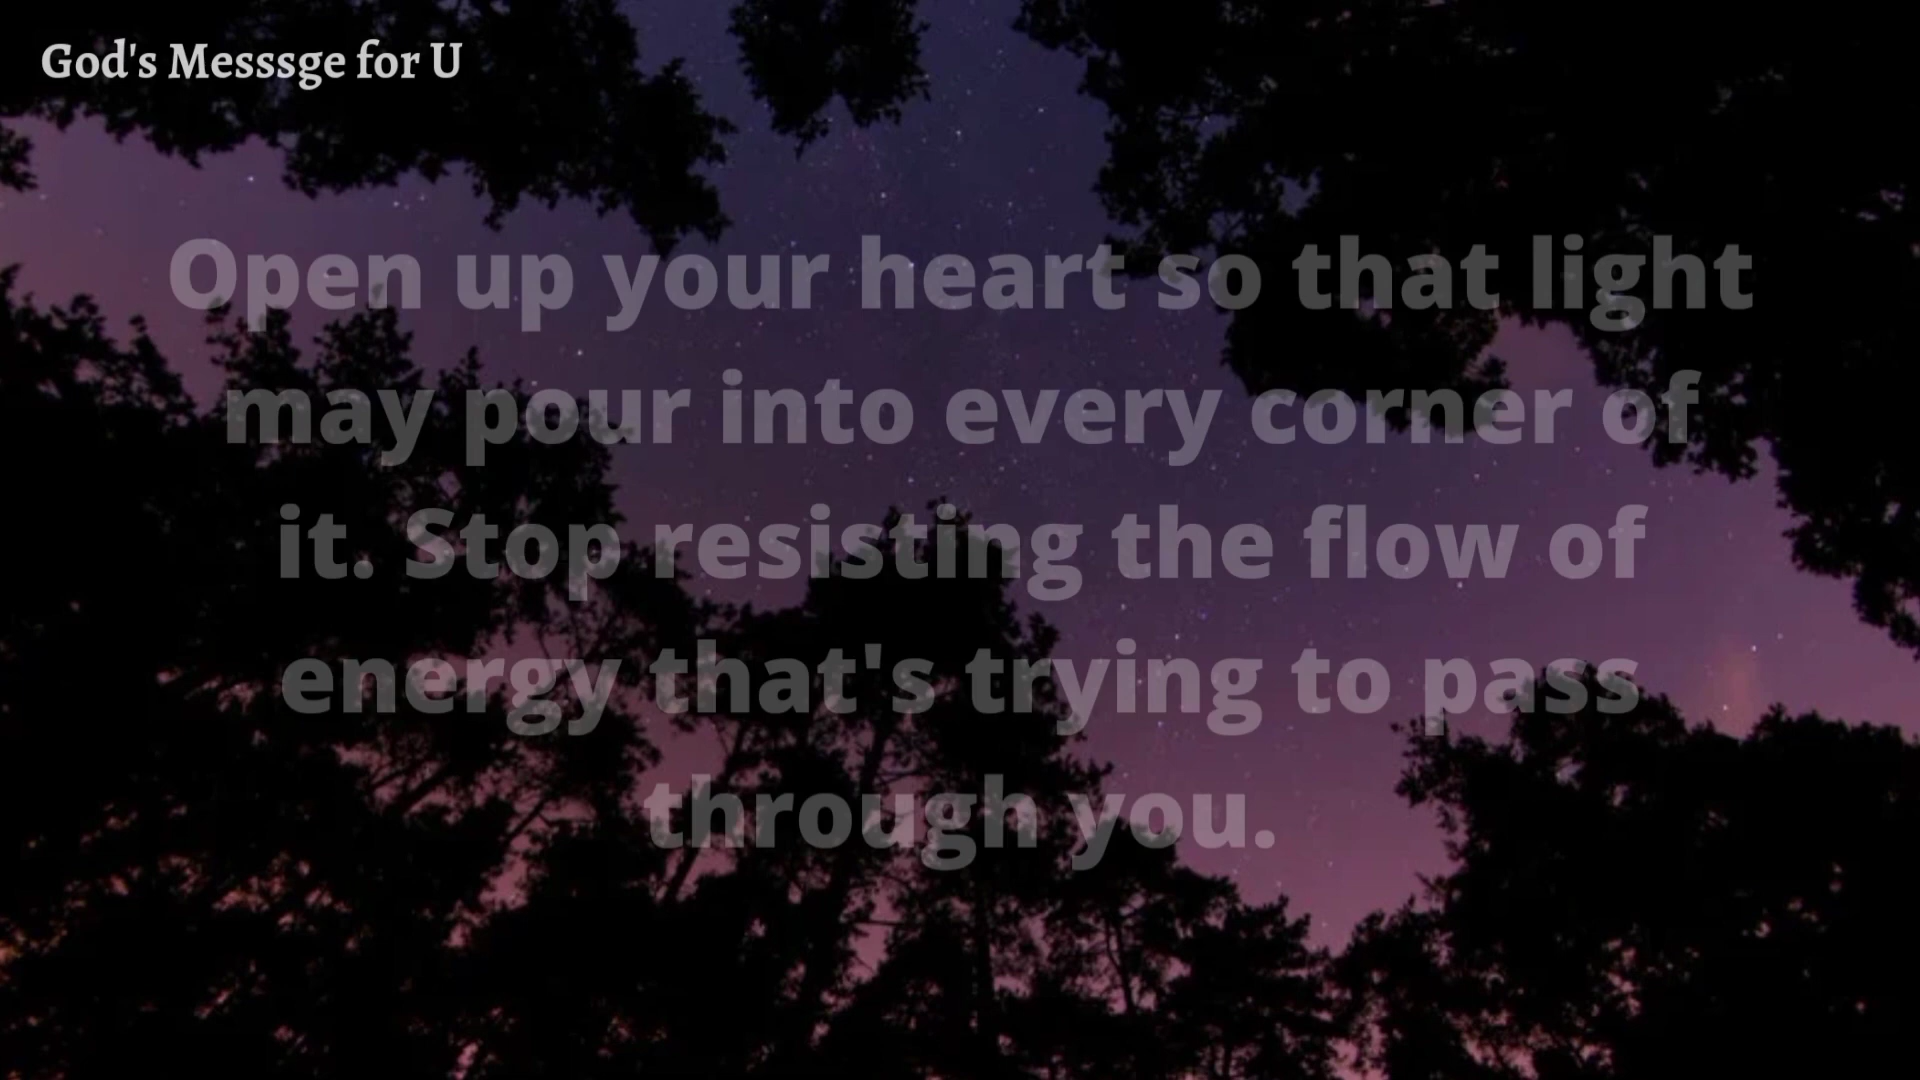 God's Messsge for U
Open up your heart so that light
may pour into every corner of
it. Stop resisting the flow of
energy that's trying to pass
through you.